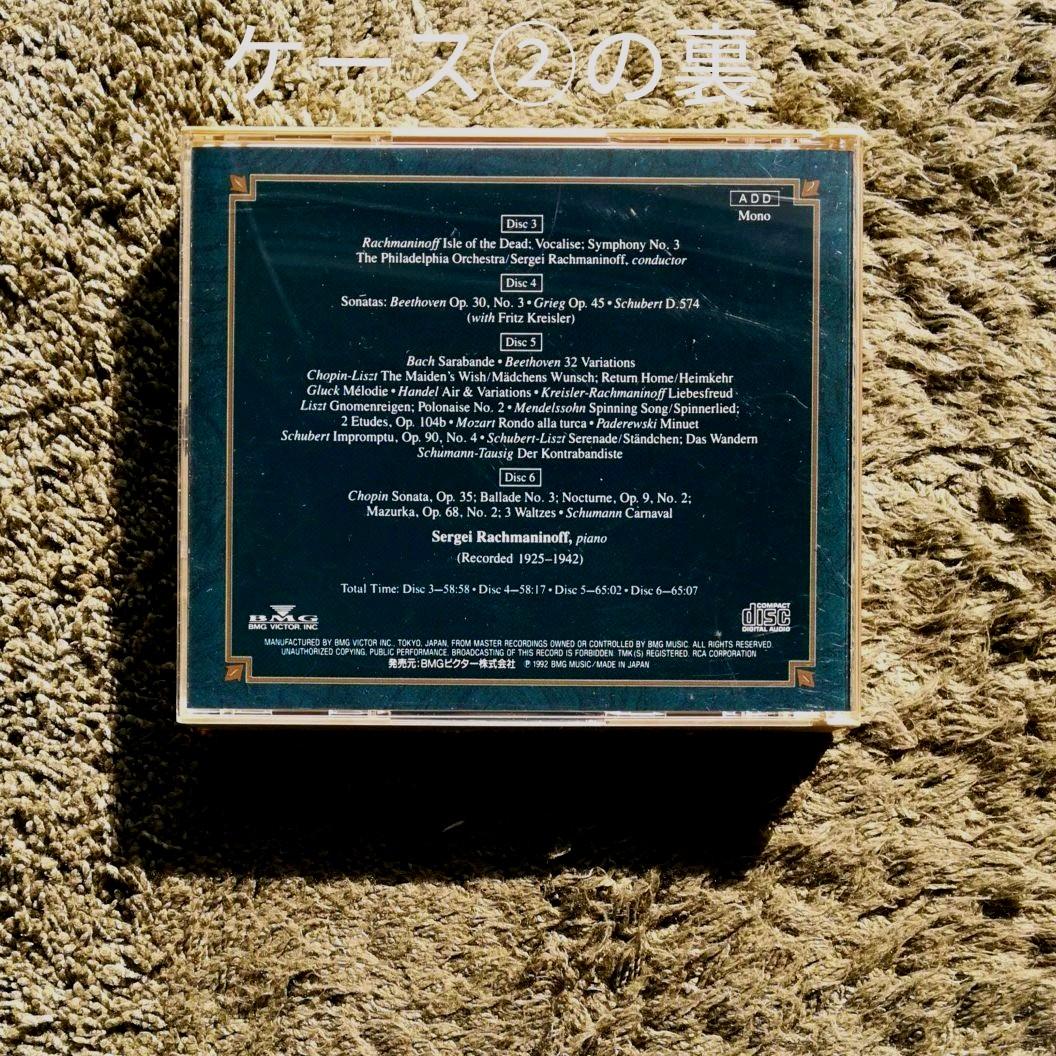 ケース②の裏
ADD
Mono
Disc 3
Rachmaninoff Isle of the Dead; Vocalise; Symphony No. 3
The Philadelphia Orchestra/Sergei Rachmaninoff, conductor
Disc 4
Sonatas: Beethoven Op. 30, No. 3 • Grieg Op. 45 • Schubert D.574
(with Fritz Kreisler)
Disc 5
Bach Sarabande • Beethoven 32 Variations
Chopin-Liszt The Maiden's Wish/Mädchens Wunsch; Return Home/Heimkehr
Gluck Mélodie • Handel Air & Variations • Kreisler-Rachmaninoff Liebesfreud
Liszt Gnomenreigen; Polonaise No. 2 • Mendelssohn Spinning Song/Spinnerlied;
2 Etudes, Op. 104b • Mozart Rondo alla turca • Paderewski Minuet
Schubert Impromptu, Op. 90, No. 4 • Schubert-Liszt Serenade/Ständchen; Das Wandern
Schumann-Tausig Der Kontrabandiste
Disc 6
Chopin Sonata, Op. 35; Ballade No. 3; Nocturne, Op. 9, No. 2;
Mazurka, Op. 68, No. 2; 3 Waltzes • Schumann Carnaval
Sergei Rachmaninoff, piano
(Recorded 1925–1942)
Total Time: Disc 3—58:58 • Disc 4—58:17 • Disc 5—65:02 • Disc 6—65:07
BMG
BMG VICTOR, INC
COMPACT
disc
DIGITAL AUDIO
MANUFACTURED BY BMG VICTOR INC., TOKYO, JAPAN, FROM MASTER RECORDINGS OWNED OR CONTROLLED BY BMG MUSIC. ALL RIGHTS RESERVED.
UNAUTHORIZED COPYING, PUBLIC PERFORMANCE, BROADCASTING OF THIS RECORD IS FORBIDDEN. TMK(S) REGISTERED. RCA CORPORATION
発売元:BMGビクター株式会社 ℗ 1992 BMG MUSIC/MADE IN JAPAN